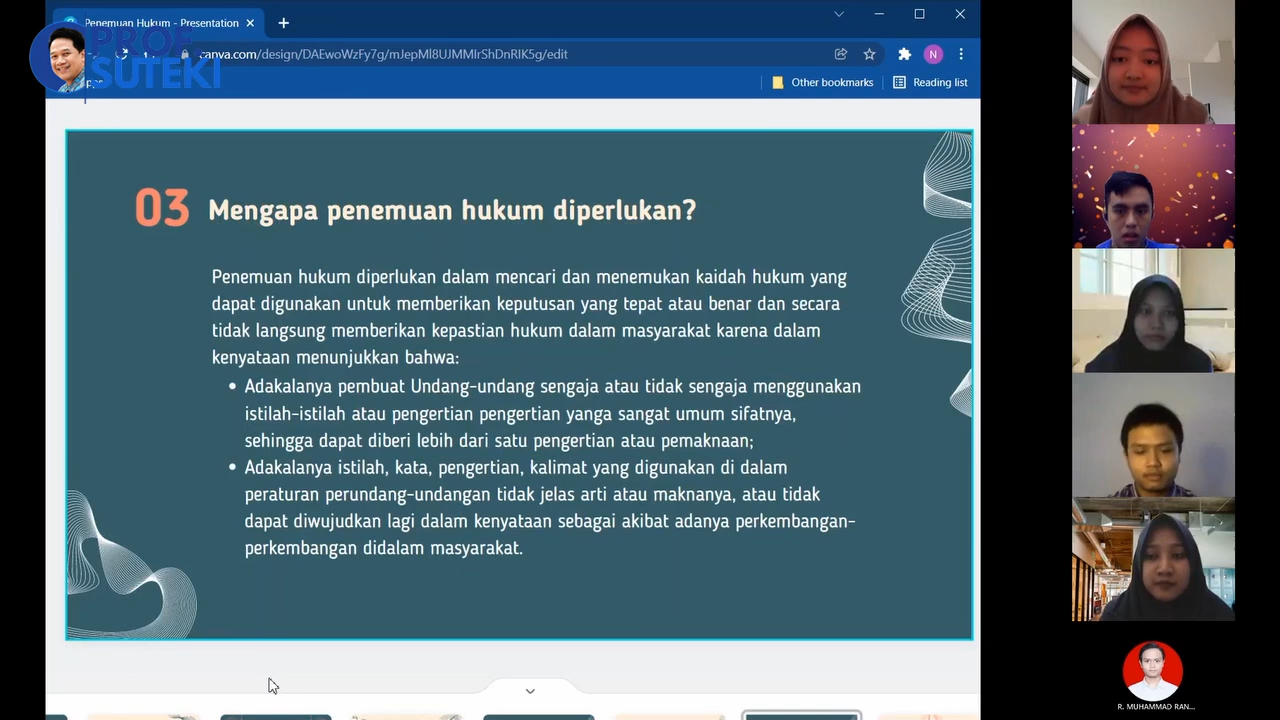 Penemuan Hukum - Presentation
PROF
SUTEKI
canva.com/design/DAEwoWzFy7g/mJepMl8UJMMIrShDnRIK5g/edit
N
Other bookmarks
Reading list
03 Mengapa penemuan hukum diperlukan?
Penemuan hukum diperlukan dalam mencari dan menemukan kaidah hukum yang
dapat digunakan untuk memberikan keputusan yang tepat atau benar dan secara
tidak langsung memberikan kepastian hukum dalam masyarakat karena dalam
kenyataan menunjukkan bahwa:
• Adakalanya pembuat Undang-undang sengaja atau tidak sengaja menggunakan
istilah-istilah atau pengertian pengertian yanga sangat umum sifatnya,
sehingga dapat diberi lebih dari satu pengertian atau pemaknaan;
• Adakalanya istilah, kata, pengertian, kalimat yang digunakan di dalam
peraturan perundang-undangan tidak jelas arti atau maknanya, atau tidak
dapat diwujudkan lagi dalam kenyataan sebagai akibat adanya perkembangan-
perkembangan didalam masyarakat.
R. MUHAMMAD RAN...